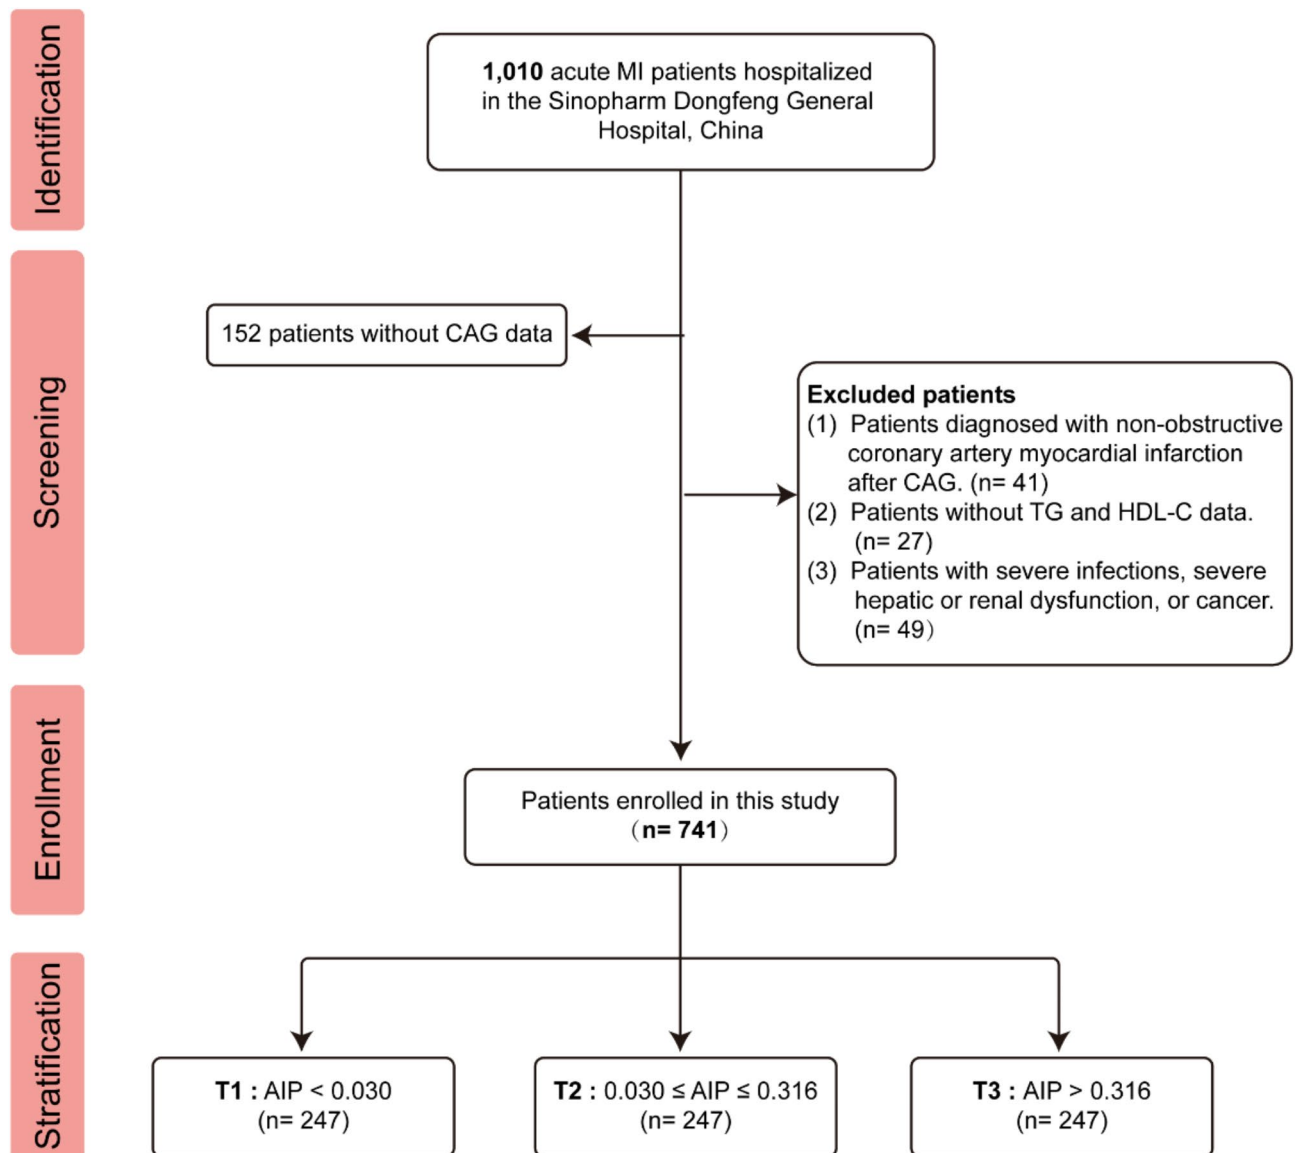 Identification
1,010 acute MI patients hospitalized
in the Sinopharm Dongfeng General
Hospital, China
Screening
152 patients without CAG data
Excluded patients
(1) Patients diagnosed with non-obstructive
coronary artery myocardial infarction
after CAG. (n= 41)
(2) Patients without TG and HDL-C data.
(n= 27)
(3) Patients with severe infections, severe
hepatic or renal dysfunction, or cancer.
(n= 49）
Enrollment
Patients enrolled in this study
（n= 741）
Stratification
T1 : AIP < 0.030
(n= 247)
T2 : 0.030 ≤ AIP ≤ 0.316
(n= 247)
T3 : AIP > 0.316
(n= 247)